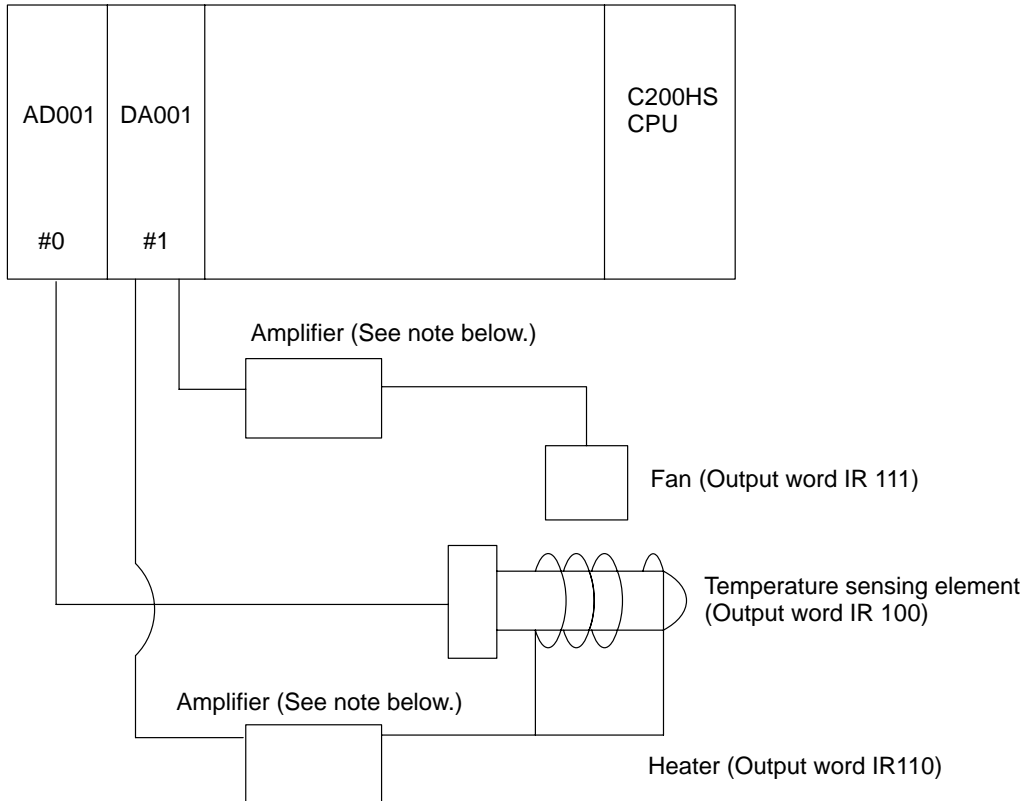 AD001
DA001
C200HS
CPU
#0
#1
Amplifier (See note below.)
Fan (Output word IR 111)
Temperature sensing element
(Output word IR 100)
Amplifier (See note below.)
Heater (Output word IR110)